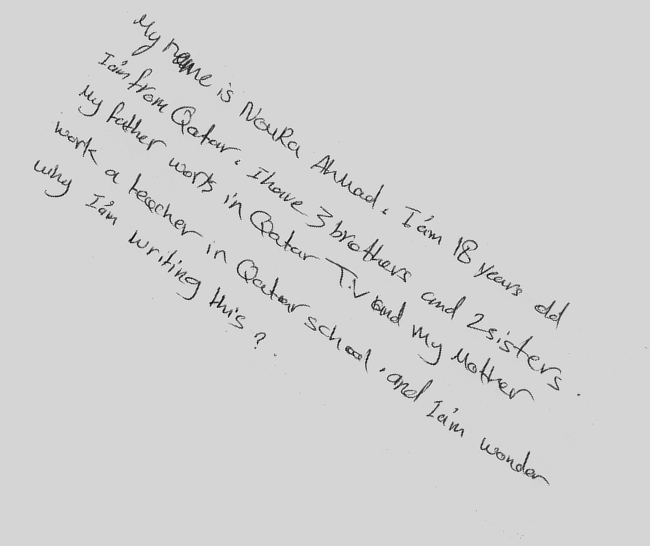 My name is NouRa Ahmad. I'am 18 years old
I'am from Qatar. I have 3 brothers and 2 sisters.
My father works in Qatar T.V and My Mother
work a teacher in Qatar school. and I am wonder
why I'am writing this?